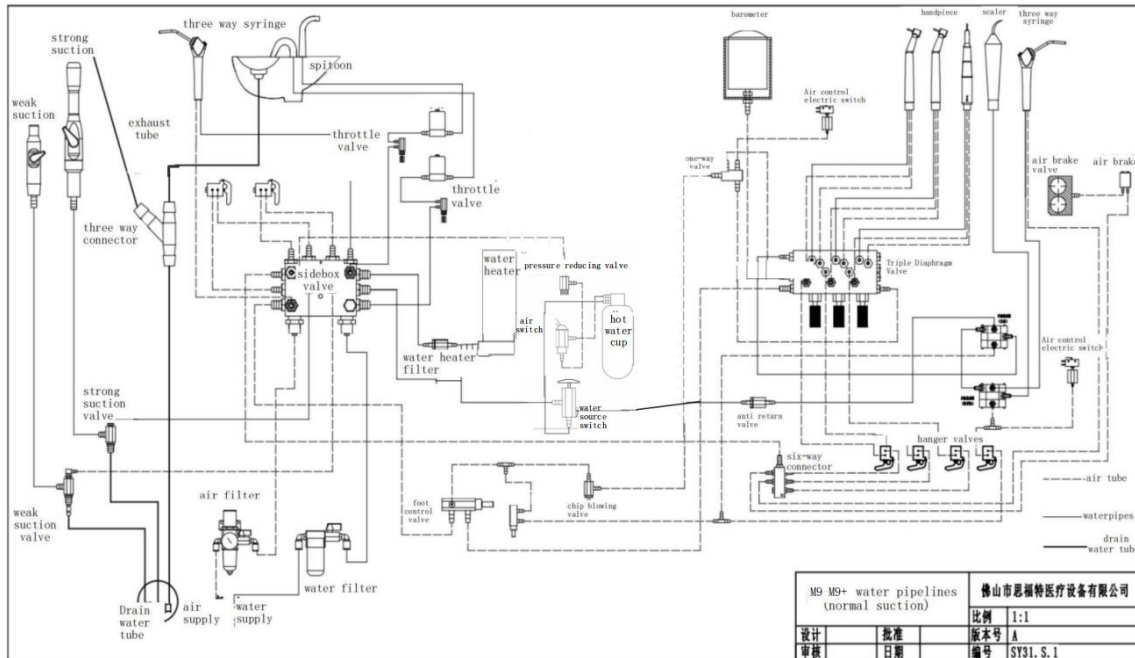 three way syringe
strong
suction
spitoon
weak
suction
exhaust
tube
throttle
valve
throttle
valve
three way
connector
sidebox
valve
water
heater
pressure reducing valve
air
switch
hot
water
cup
water heater
filter
water
source
switch
strong
suction
valve
weak
suction
valve
air filter
water filter
Drain
water
tube
air
supply
water
supply
foot
control
valve
chip blowing
valve
barometer
handpiece
scaler
three way
syringe
Air control
electric switch
one-way
valve
air brake
valve
air brake
Triple Diaphragm
Valve
Air control
electric switch
anti return
valve
hanger valves
six-way
connector
air tube
waterpipes
drain
water tube
M9 M9+ water pipelines
(normal suction)
佛山市思福特医疗设备有限公司
比例 1:1
设计 批准 版本号 A
审核 日期 编号 SY31.S.1